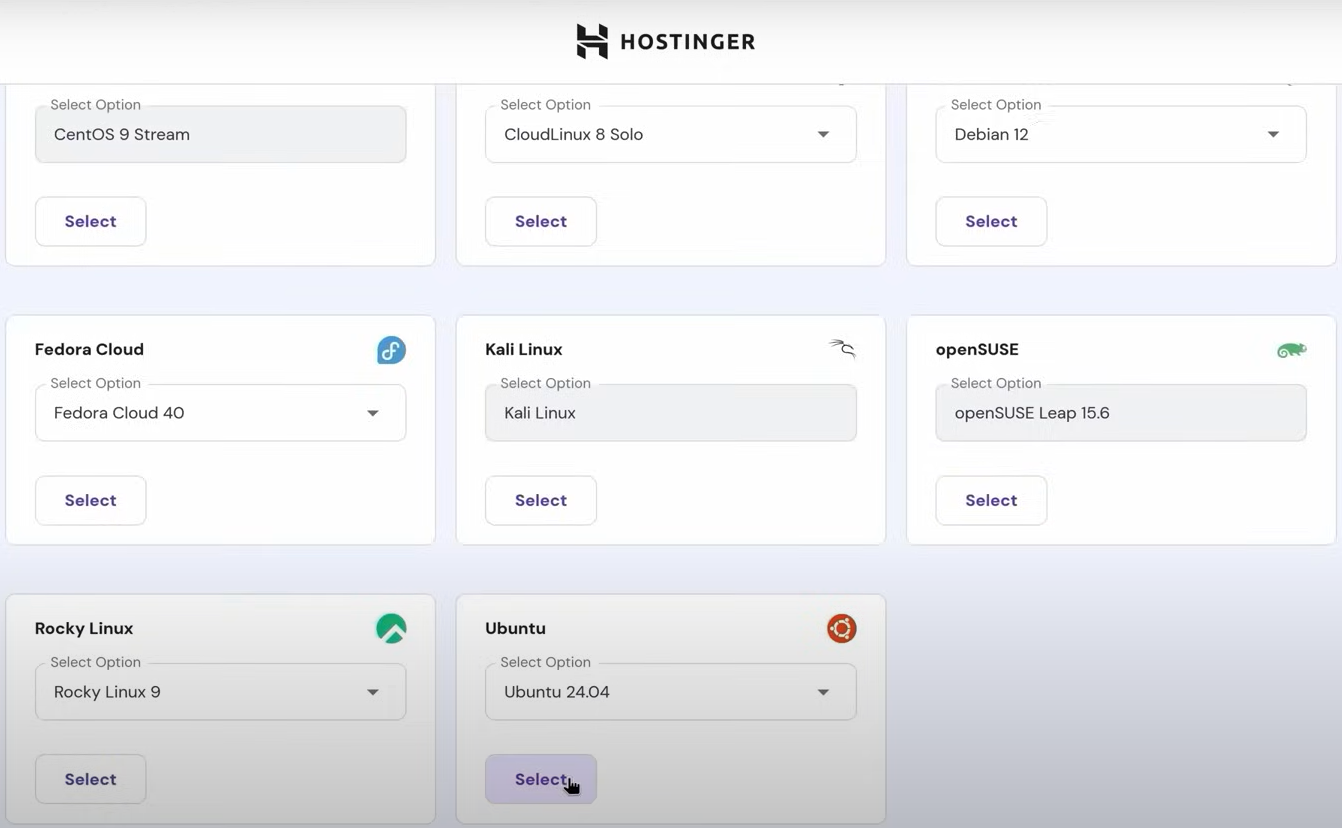 HOSTINGER
Select Option
CentOS 9 Stream
Select
Select Option
CloudLinux 8 Solo
Select
Select Option
Debian 12
Select
Fedora Cloud
Select Option
Fedora Cloud 40
Select
Kali Linux
Select Option
Kali Linux
Select
openSUSE
Select Option
openSUSE Leap 15.6
Select
Rocky Linux
Select Option
Rocky Linux 9
Select
Ubuntu
Select Option
Ubuntu 24.04
Select